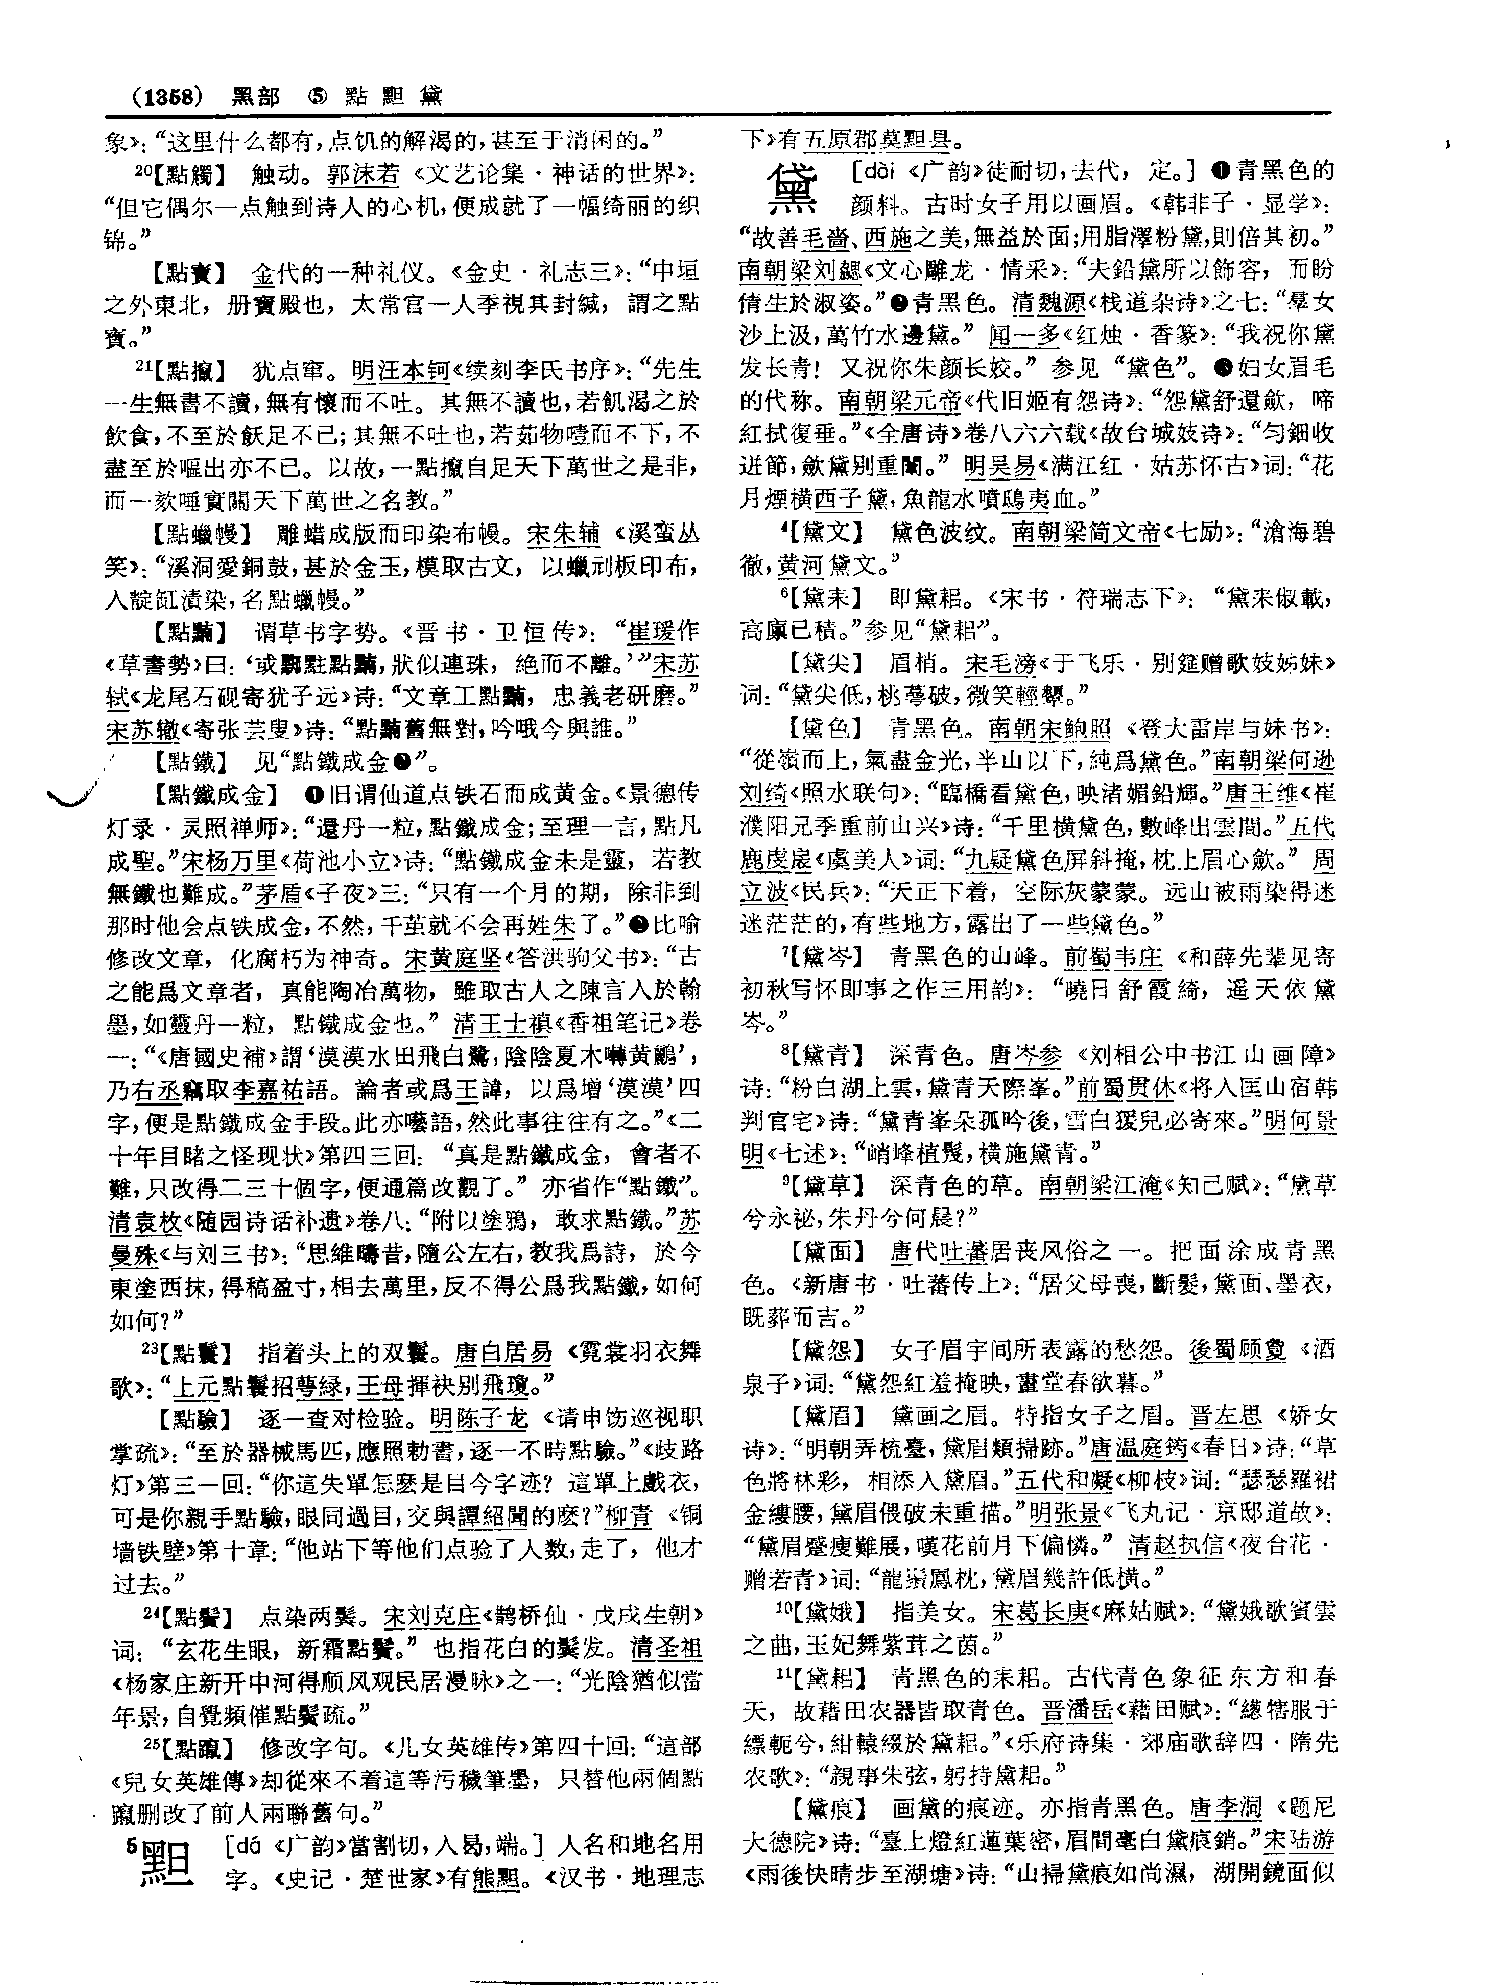 (1358) 黑部 ⑤ 點 䵣 黛
象》：“这里什么都有，点饥的解渴的，甚至于消闲的。”
20【點觸】 触动。郭沫若《文艺论集·神话的世界》：
“但它偶尔一点触到诗人的心机，便成就了一幅绮丽的织
锦。”
【點寶】 金代的一种礼仪。《金史·礼志三》：“中垣
之外東北，册寶殿也，太常官一人季視其封緘，謂之點
寳。”
21【點竄】 犹点窜。明汪本钶《续刻李氏书序》：“先生
一生無書不讀，無有懷而不吐。其無不讀也，若飢渴之於
飲食，不至於飫足不已；其無不吐也，若茹物噎而不下，不
盡至於嘔出亦不已。以故，一點攛自足天下萬世之是非，
而一欬唾實關天下萬世之名教。”
【點蠟幔】 雕蜡成版而印染布幔。宋朱辅《溪蛮丛
笑》：“溪洞愛銅鼓，甚於金玉，模取古文，以蠟刻板印布，
入靛缸漬染，名點蠟幔。”
【點䵴】 谓草书字势。《晋书·卫恒传》：“崔瑗作
《草書勢》曰：‘或黝黈點䵴，狀似連珠，絶而不離。’”宋苏
轼《龙尾石砚寄犹子远》诗：“文章工點䵴，忠義老研磨。”
宋苏辙《寄张芸叟》诗：“點䵴舊無對，吟哦今與誰。”
【點鐵】 见“點鐵成金❷”。
【點鐵成金】 ❶旧谓仙道点铁石而成黄金。《景德传
灯录·灵照禅师》：“還丹一粒，點鐵成金；至理一言，點凡
成聖。”宋杨万里《荷池小立》诗：“點鐵成金未是靈，若教
無鐵也難成。”茅盾《子夜》三：“只有一个月的期，除非到
那时他会点铁成金，不然，干茧就不会再姓朱了。”❷比喻
修改文章，化腐朽为神奇。宋黄庭坚《答洪驹父书》：“古
之能爲文章者，真能陶冶萬物，雖取古人之陳言入於翰
墨，如靈丹一粒，點鐵成金也。”清王士禛《香祖笔记》卷
一：“《唐國史補》謂‘漠漠水田飛白鷺，陰陰夏木囀黄鸝’，
乃右丞竊取李嘉祐語。論者或爲王諱，以爲增‘漠漠’四
字，便是點鐵成金手段。此亦囈語，然此事往往有之。”《二
十年目睹之怪现状》第四三回：“真是點鐵成金，會者不
難，只改得二三十個字，便通篇改觀了。”亦省作“點鐵”。
清袁枚《随园诗话补遗》卷八：“附以塗鴉，敢求點鐵。”苏
曼殊《与刘三书》：“思維疇昔，隨公左右，教我爲詩，於今
東塗西抹，得稿盈寸，相去萬里，反不得公爲我點鐵，如何
如何？”
23【點鬟】 指着头上的双鬟。唐白居易《霓裳羽衣舞
歌》：“上元點鬟招萼緑，王母揮袂别飛瓊。”
【點驗】 逐一查对检验。明陈子龙《请申饬巡视职
掌疏》：“至於器械馬匹，應照勅書，逐一不時點驗。”《歧路
灯》第三一回：“你這失單怎麽是目今字迹？這單上戲衣，
可是你親手點驗，眼同過目，交與譚紹聞的麽？”柳青《铜
墙铁壁》第十章：“他站下等他们点验了人数，走了，他才
过去。”
24【點鬢】 点染两鬓。宋刘克庄《鹊桥仙·戊戌生朝》
词：“玄花生眼，新霜點鬢。”也指花白的鬓发。清圣祖
《杨家庄新开中河得顺风观民居漫咏》之一：“光陰猶似當
年景，自覺頻催點鬢疏。”
25【點竄】 修改字句。《儿女英雄传》第四十回：“這部
《兒女英雄傳》却從來不着這等污穢筆墨，只替他兩個點
竄删改了前人兩聯舊句。”
5䵣 [dá 《广韵》當割切，入曷，端。] 人名和地名用
字。《史记·楚世家》有熊䵣。《汉书·地理志
下》有五原郡莫䵣县。
黛 [dài 《广韵》徒耐切，去代，定。] ❶青黑色的
颜料。古时女子用以画眉。《韩非子·显学》：
“故善毛嗇、西施之美，無益於面；用脂澤粉黛，則倍其初。”
南朝梁刘勰《文心雕龙·情采》：“夫鉛黛所以飾容，而盼
倩生於淑姿。”❷青黑色。清魏源《栈道杂诗》之七：“羣女
沙上汲，萬竹水邊黛。”闻一多《红烛·香篆》：“我祝你黛
发长青！又祝你朱颜长姣。”参见“黛色”。❸妇女眉毛
的代称。南朝梁元帝《代旧姬有怨诗》：“怨黛舒還歛，啼
紅拭復垂。”《全唐诗》卷八六六载《故台城妓诗》：“匀鈿收
迸節，歛黛别重闈。”明吴易《满江红·姑苏怀古》词：“花
月煙横西子黛，魚龍水噴鴟夷血。”
4【黛文】 黛色波纹。南朝梁简文帝《七励》：“滄海碧
徹，黄河黛文。”
6【黛耒】 即黛耜。《宋书·符瑞志下》：“黛耒俶載，
高廩已積。”参见“黛耜”。
【黛尖】 眉梢。宋毛滂《于飞乐·别筵赠歌妓姊妹》
词：“黛尖低，桃萼破，微笑輕顰。”
【黛色】 青黑色。南朝宋鲍照《登大雷岸与妹书》：
“從嶺而上，氣盡金光，半山以下，純爲黛色。”南朝梁何逊
刘绮《照水联句》：“臨橋看黛色，映渚媚鉛輝。”唐王维《崔
濮阳兄季重前山兴》诗：“千里横黛色，數峰出雲間。”五代
鹿虔扆《虞美人》词：“九疑黛色屏斜掩，枕上眉心歛。”周
立波《民兵》：“天正下着，空际灰蒙蒙。远山被雨染得迷
迷茫茫的，有些地方，露出了一些黛色。”
7【黛岑】 青黑色的山峰。前蜀韦庄《和薛先辈见寄
初秋写怀即事之作三用韵》：“曉日舒霞綺，遥天依黛
岑。”
8【黛青】 深青色。唐岑参《刘相公中书江山画障》
诗：“粉白湖上雲，黛青天際峯。”前蜀贯休《将入匡山宿韩
判官宅》诗：“黛青峯朵孤吟後，雪白猨兒必寄來。”明何景
明《七述》：“峭峰植髮，横施黛青。”
9【黛草】 深青色的草。南朝梁江淹《知己赋》：“黛草
兮永祕，朱丹兮何晨？”
【黛面】 唐代吐蕃居丧风俗之一。把面涂成青黑
色。《新唐书·吐蕃传上》：“居父母喪，斷髮，黛面、墨衣，
既葬而吉。”
【黛怨】 女子眉宇间所表露的愁怨。後蜀顾夐《酒
泉子》词：“黛怨紅羞掩映，畫堂春欲暮。”
【黛眉】 黛画之眉。特指女子之眉。晋左思《娇女
诗》：“明朝弄梳臺，黛眉類掃跡。”唐温庭筠《春日》诗：“草
色將林彩，相添入黛眉。”五代和凝《柳枝》词：“瑟瑟羅裙
金縷腰，黛眉偎破未重描。”明张景《飞丸记·京邸道故》：
“黛眉蹙瘦難展，嘆花前月下偏憐。”清赵执信《夜合花·
赠若青》词：“龍鬚鳳枕，黛眉幾許低横。”
10【黛娥】 指美女。宋葛长庚《麻姑赋》：“黛娥歌賓雲
之曲，玉妃舞紫茸之茵。”
11【黛耜】 青黑色的耒耜。古代青色象征东方和春
天，故藉田农器皆取青色。晋潘岳《藉田赋》：“緫犗服于
縹軛兮，紺轅綴於黛耜。”《乐府诗集·郊庙歌辞四·隋先
农歌》：“親事朱弦，躬持黛耜。”
【黛痕】 画黛的痕迹。亦指青黑色。唐李洞《题尼
大德院》诗：“臺上燈紅蓮葉密，眉間毫白黛痕銷。”宋陆游
《雨後快晴步至湖塘》诗：“山掃黛痕如尚濕，湖開鏡面似